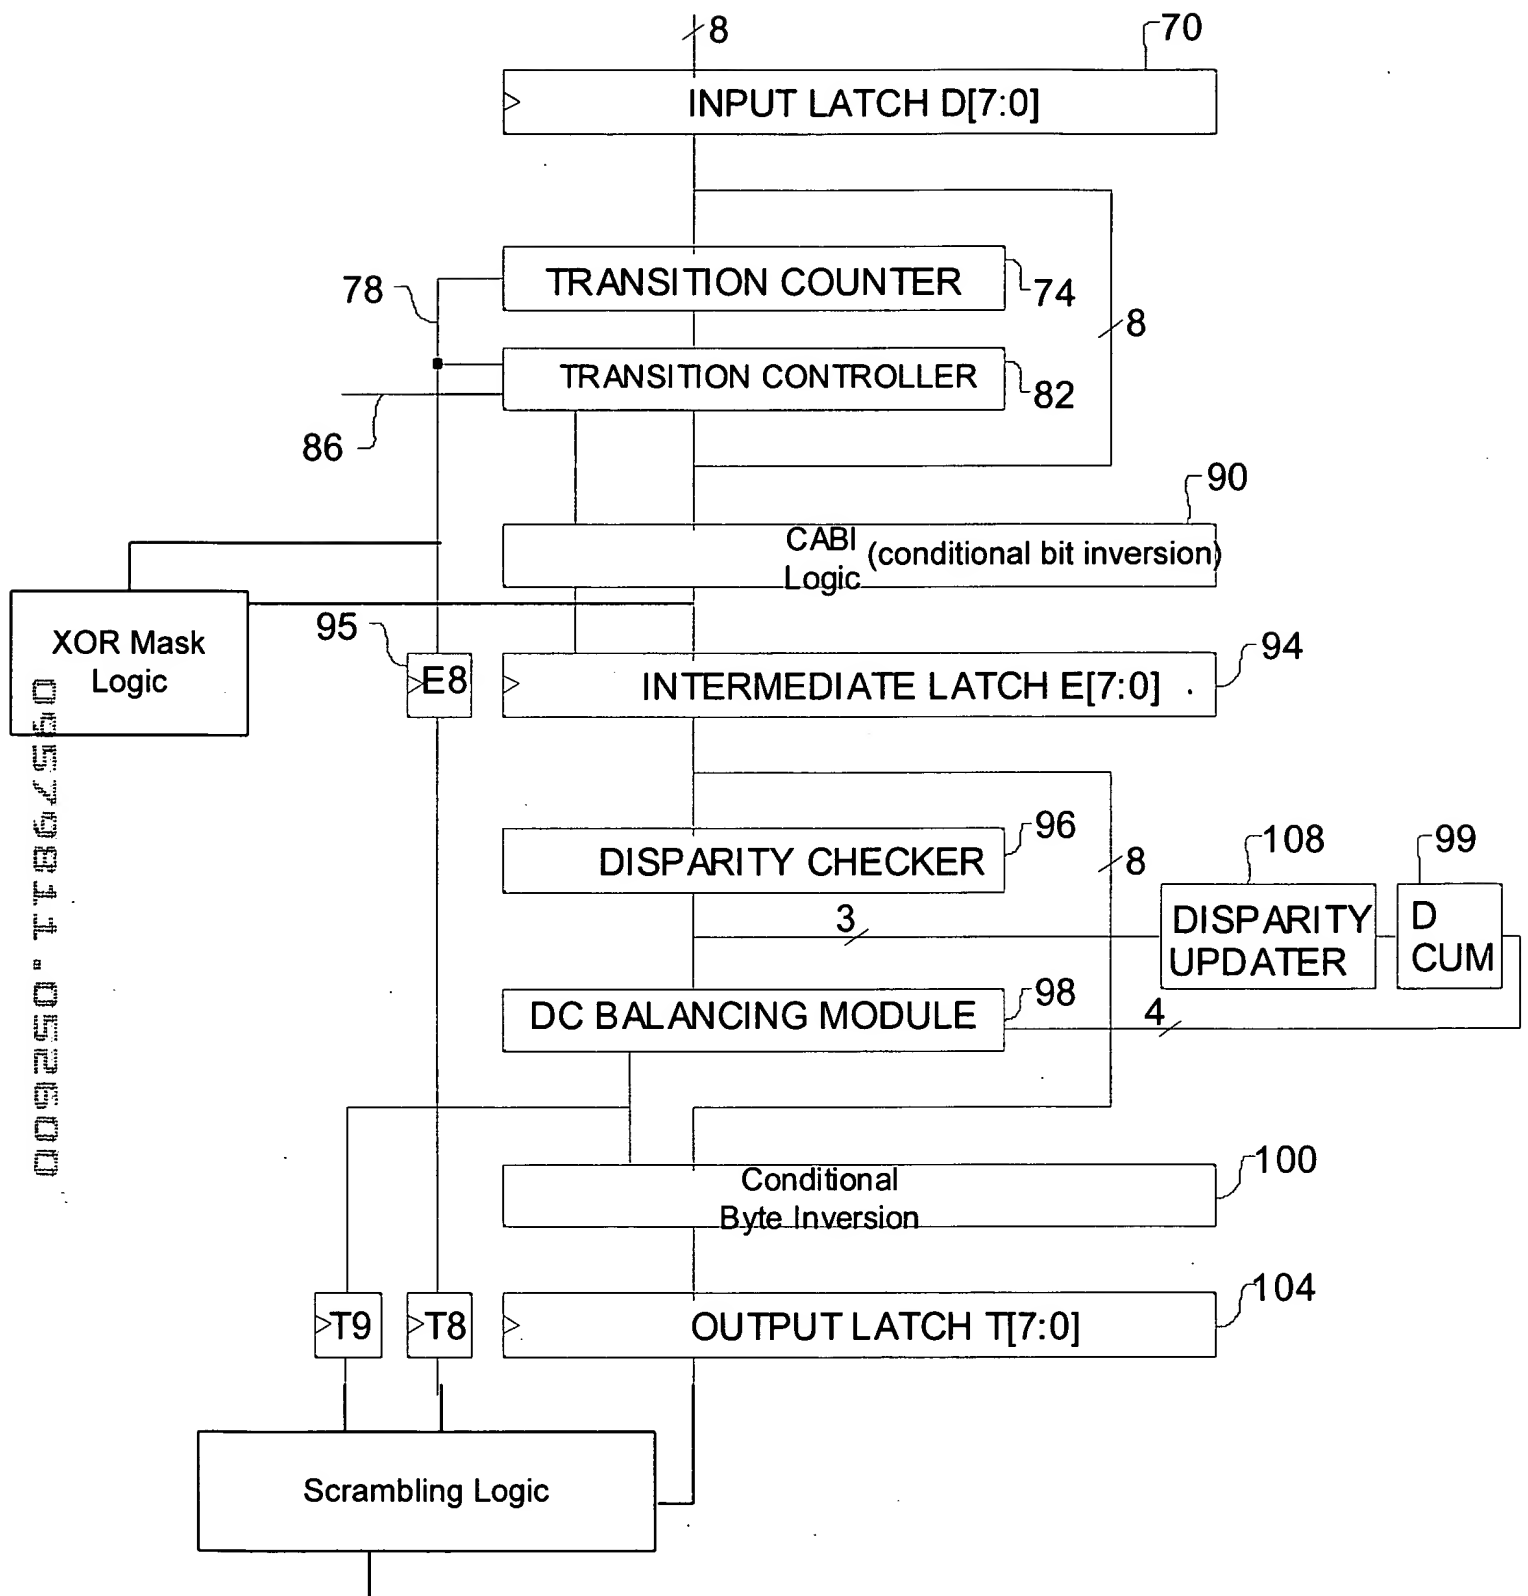 8
70
INPUT LATCH D[7:0]
TRANSITION COUNTER
78
74
8
TRANSITION CONTROLLER
82
86
90
CABI (conditional bit inversion)
Logic
XOR Mask
Logic
95
94
E8
INTERMEDIATE LATCH E[7:0]
96
DISPARITY CHECKER
8
108
99
3
DISPARITY
UPDATER
D
CUM
98
DC BALANCING MODULE
4
100
Conditional
Byte Inversion
104
T9
T8
OUTPUT LATCH T[7:0]
Scrambling Logic
09579811.052600